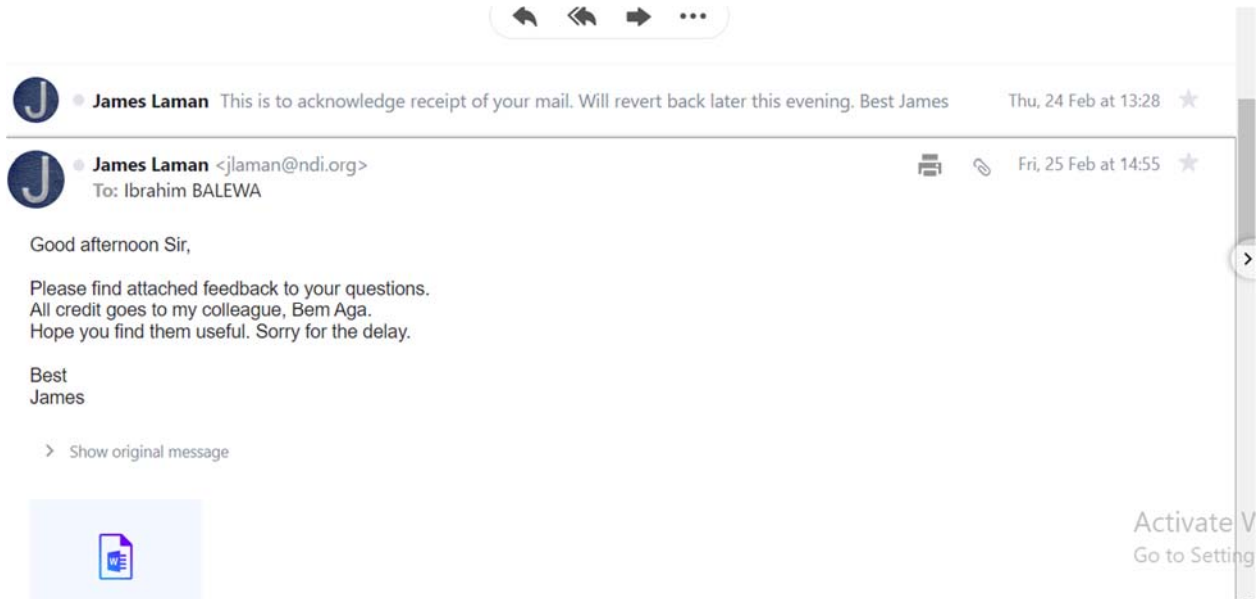 J James Laman This is to acknowledge receipt of your mail. Will revert back later this evening. Best James Thu, 24 Feb at 13:28
J James Laman <jlaman@ndi.org> Fri, 25 Feb at 14:55
To: Ibrahim BALEWA
Good afternoon Sir,
Please find attached feedback to your questions.
All credit goes to my colleague, Bem Aga.
Hope you find them useful. Sorry for the delay.
Best
James
Show original message
W
Activate
Go to Setting